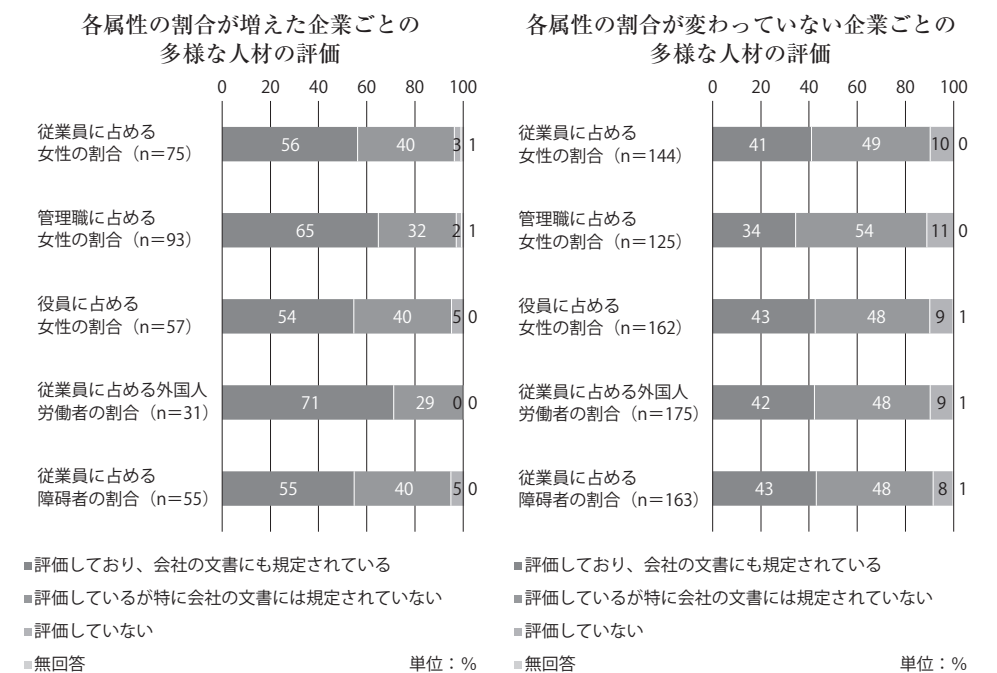 各属性の割合が増えた企業ごとの
多様な人材の評価
0 20 40 60 80 100
従業員に占める
女性の割合（n＝75）
56 40 3 1
管理職に占める
女性の割合（n＝93）
65 32 2 1
役員に占める
女性の割合（n＝57）
54 40 5 0
従業員に占める外国人
労働者の割合（n＝31）
71 29 0 0
従業員に占める
障碍者の割合（n＝55）
55 40 5 0
■評価しており、会社の文書にも規定されている
■評価しているが特に会社の文書には規定されていない
■評価していない
■無回答 単位：％
各属性の割合が変わっていない企業ごとの
多様な人材の評価
0 20 40 60 80 100
従業員に占める
女性の割合（n＝144）
41 49 10 0
管理職に占める
女性の割合（n＝125）
34 54 11 0
役員に占める
女性の割合（n＝162）
43 48 9 1
従業員に占める外国人
労働者の割合（n＝175）
42 48 9 1
従業員に占める
障碍者の割合（n＝163）
43 48 8 1
■評価しており、会社の文書にも規定されている
■評価しているが特に会社の文書には規定されていない
■評価していない
■無回答 単位：％